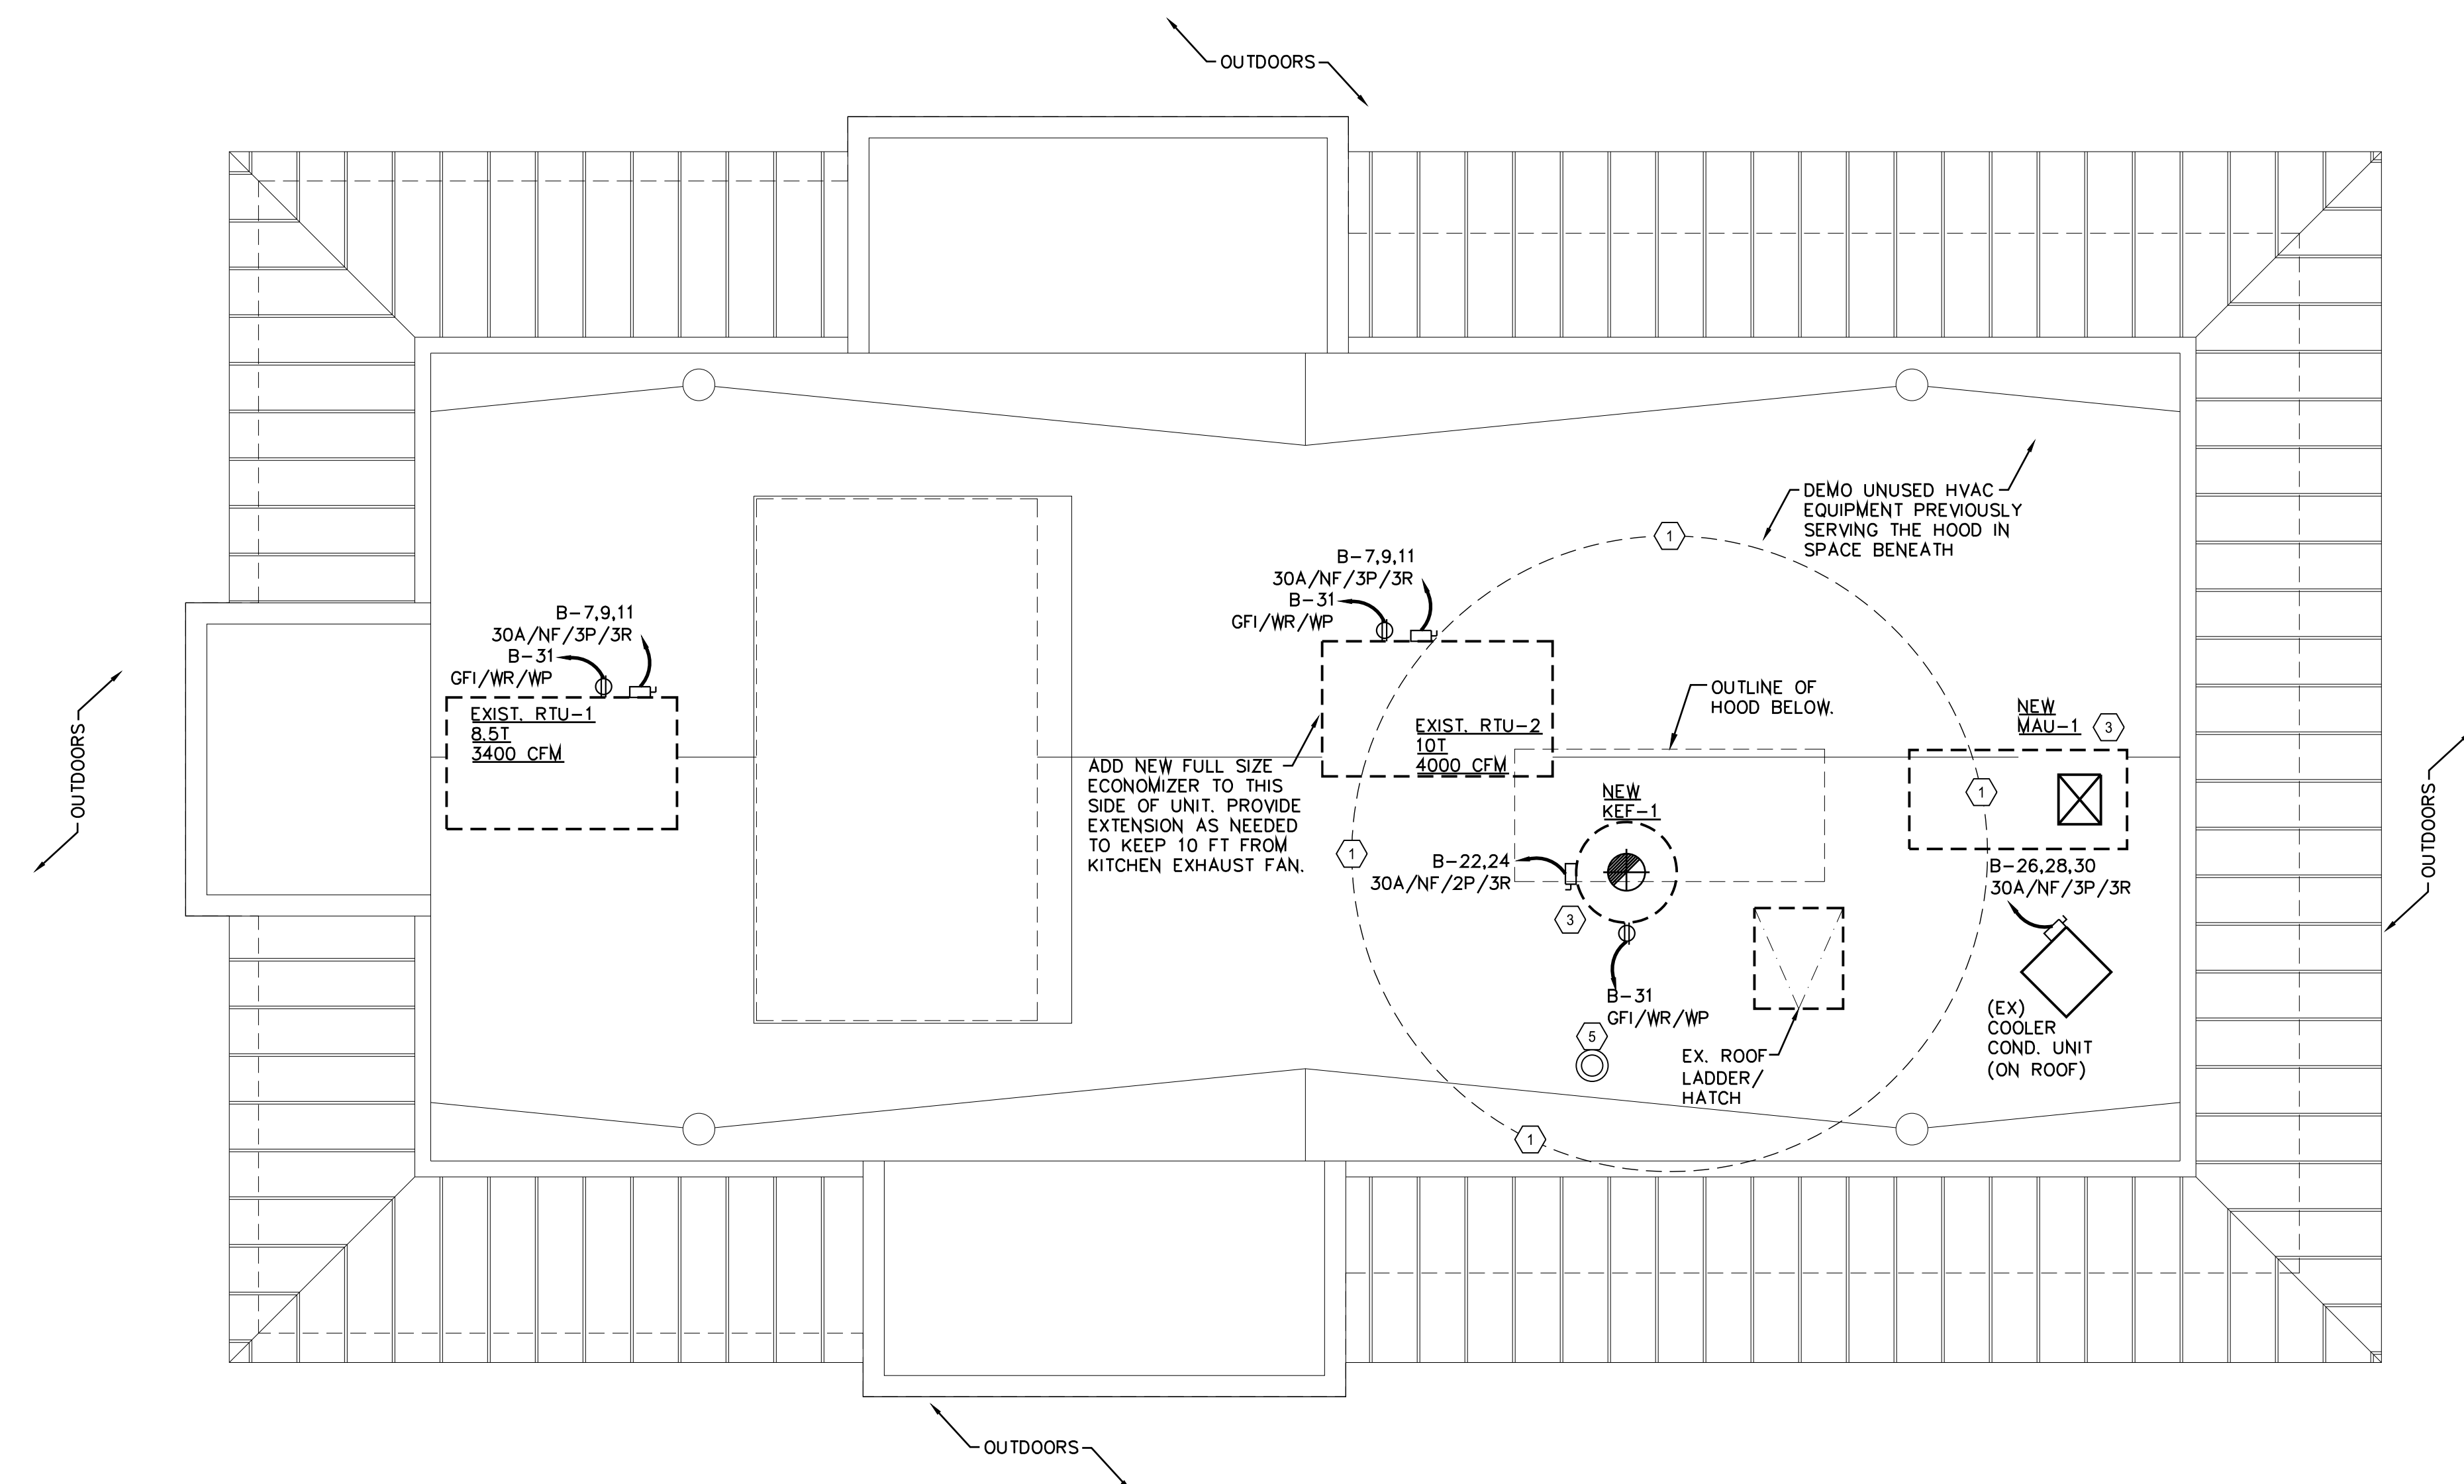 OUTDOORS
DEMO UNUSED HVAC
EQUIPMENT PREVIOUSLY
SERVING THE HOOD IN
SPACE BENEATH
1
B-7,9,11
30A/NF/3P/3R
B-31
GFI/WR/WP
B-7,9,11
30A/NF/3P/3R
B-31
GFI/WR/WP
EXIST. RTU-1
8.5T
3400 CFM
OUTDOORS
EXIST. RTU-2
10T
4000 CFM
OUTLINE OF
HOOD BELOW.
NEW
MAU-1
3
ADD NEW FULL SIZE
ECONOMIZER TO THIS
SIDE OF UNIT. PROVIDE
EXTENSION AS NEEDED
TO KEEP 10 FT FROM
KITCHEN EXHAUST FAN.
1
NEW
KEF-1
1
OUTDOORS
B-22,24
30A/NF/2P/3R
3
B-26,28,30
30A/NF/3P/3R
B-31
GFI/WR/WP
5
EX. ROOF
LADDER/
HATCH
(EX)
COOLER
COND. UNIT
(ON ROOF)
1
OUTDOORS